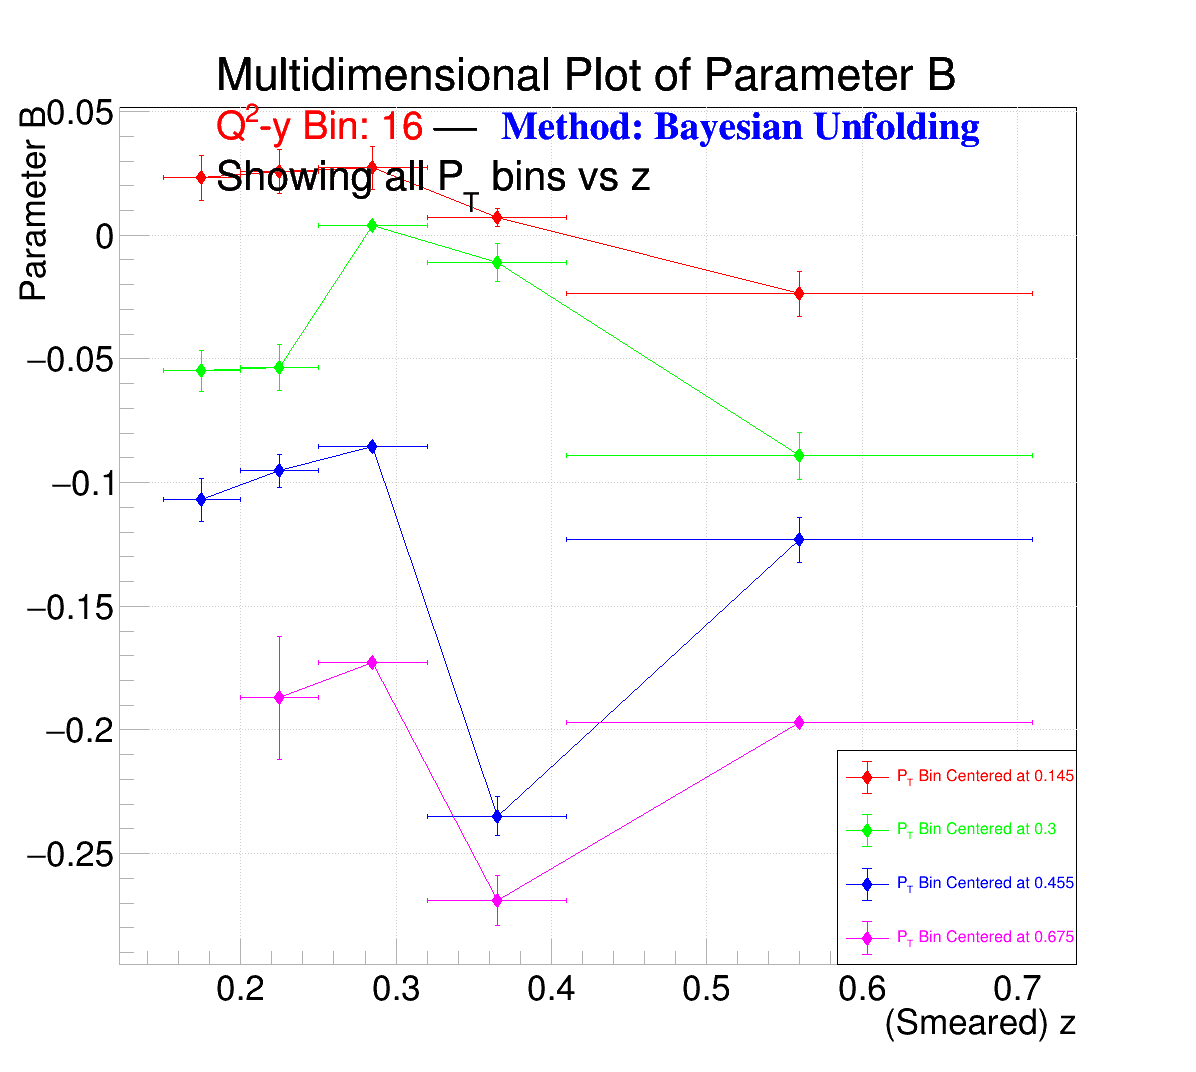 Multidimensional Plot of Parameter B
Q²-y Bin: 16 — Method: Bayesian Unfolding
Showing all P_T bins vs z
Parameter B
0.05
0
−0.05
−0.1
−0.15
−0.2
−0.25
P_T Bin Centered at 0.145
P_T Bin Centered at 0.3
P_T Bin Centered at 0.455
P_T Bin Centered at 0.675
0.2 0.3 0.4 0.5 0.6 0.7
(Smeared) z